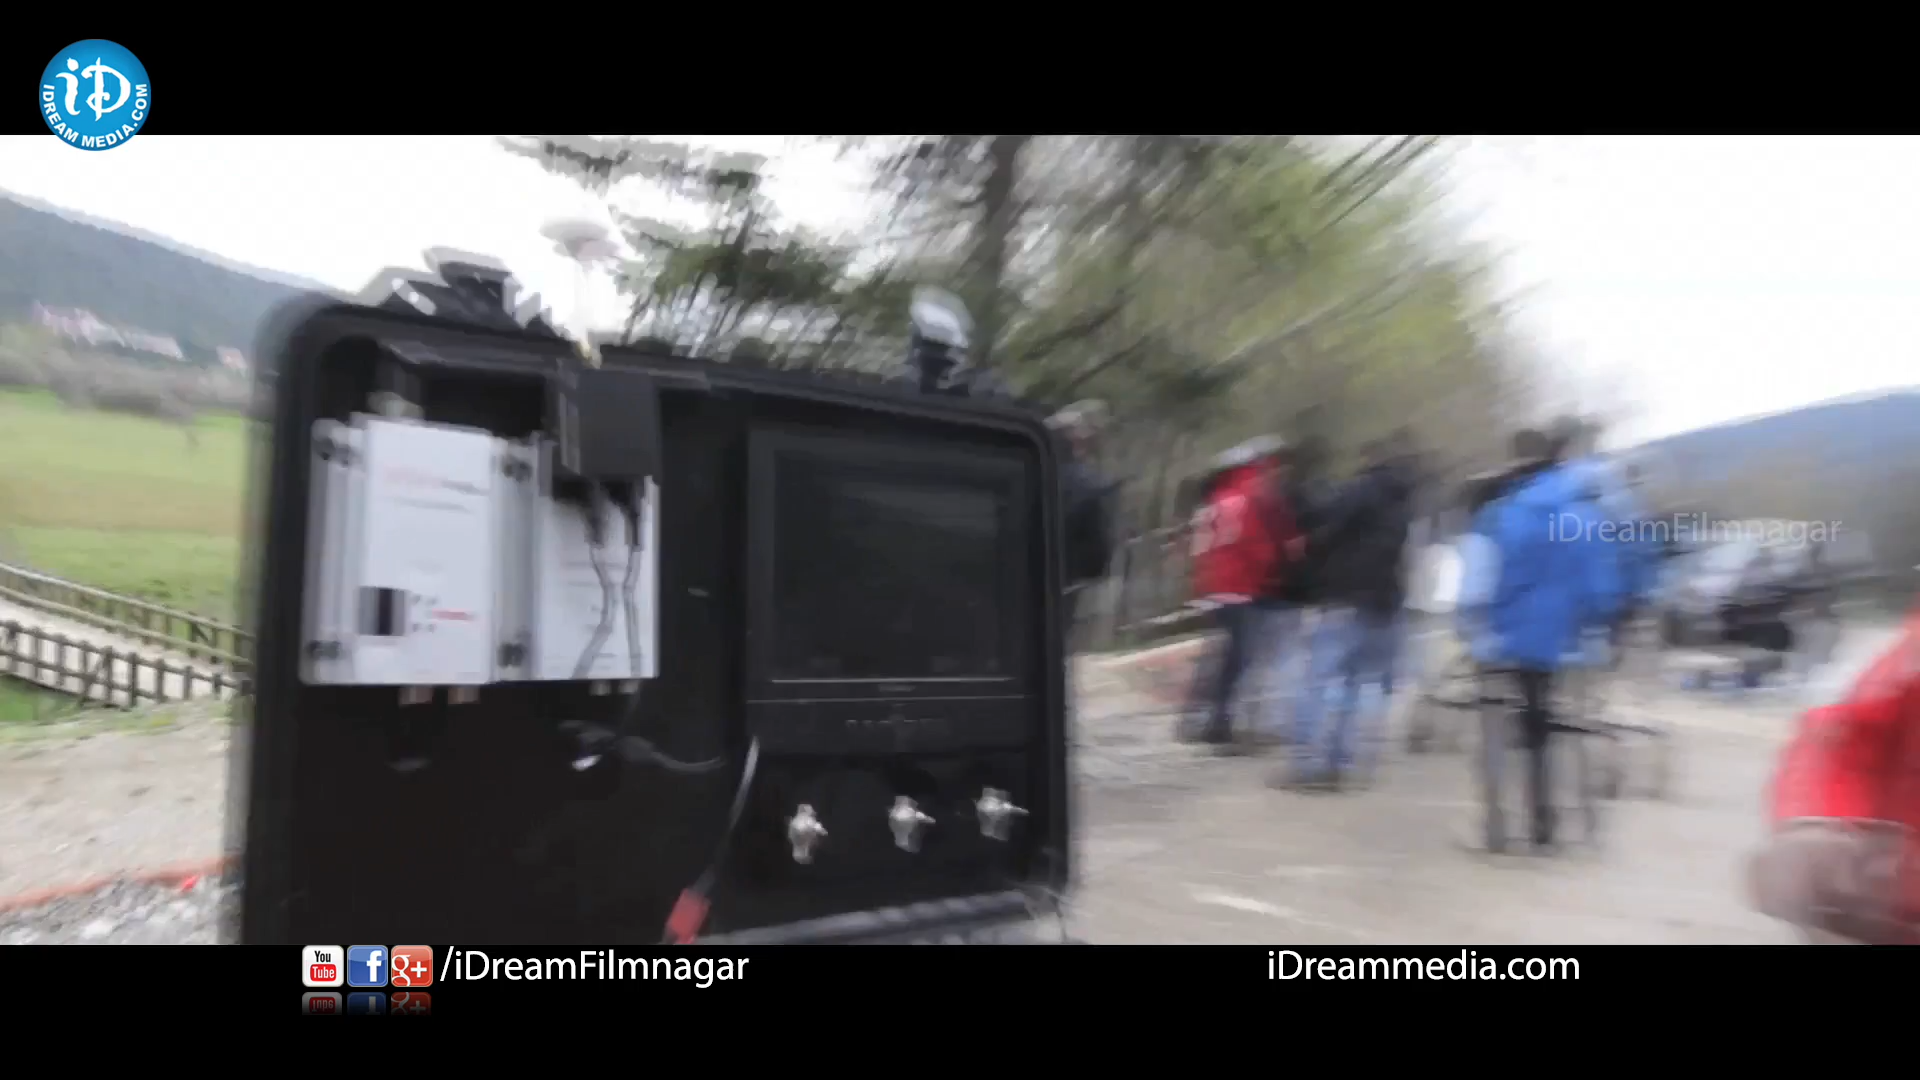 iD
IDREAM MEDIA.COM
iDreamFilmnagar
You
Tube
f
g+
/iDreamFilmnagar
iDreammedia.com